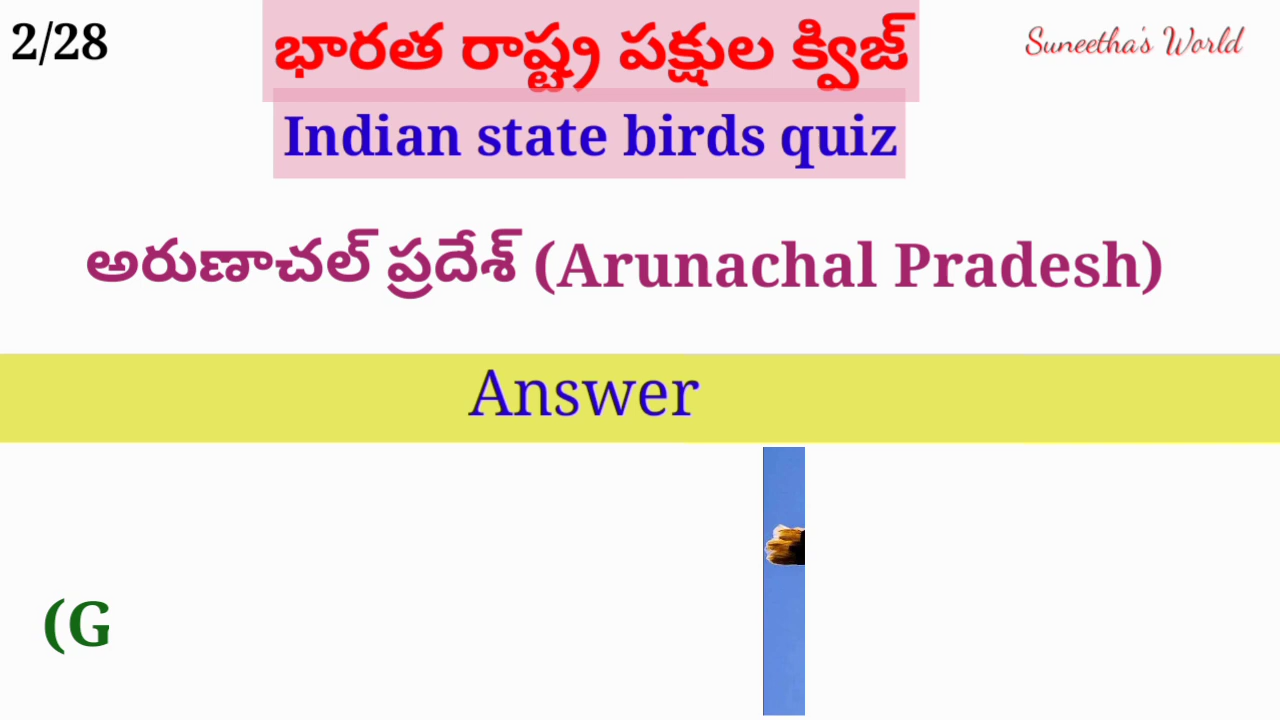 2/28
భారత రాష్ట్ర పక్షుల క్విజ్
Suneetha's World
Indian state birds quiz
అరుణాచల్ ప్రదేశ్ (Arunachal Pradesh)
Answer
(G